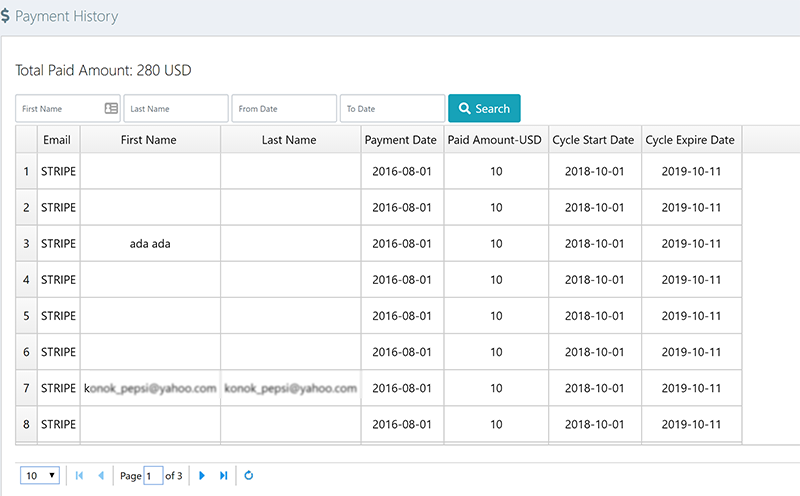 $ Payment History
Total Paid Amount: 280 USD
First Name Last Name From Date To Date Search
Email First Name Last Name Payment Date Paid Amount-USD Cycle Start Date Cycle Expire Date
1 STRIPE 2016-08-01 10 2018-10-01 2019-10-11
2 STRIPE 2016-08-01 10 2018-10-01 2019-10-11
3 STRIPE ada ada 2016-08-01 10 2018-10-01 2019-10-11
4 STRIPE 2016-08-01 10 2018-10-01 2019-10-11
5 STRIPE 2016-08-01 10 2018-10-01 2019-10-11
6 STRIPE 2016-08-01 10 2018-10-01 2019-10-11
7 STRIPE 2016-08-01 10 2018-10-01 2019-10-11
8 STRIPE 2016-08-01 10 2018-10-01 2019-10-11
10 Page 1 of 3